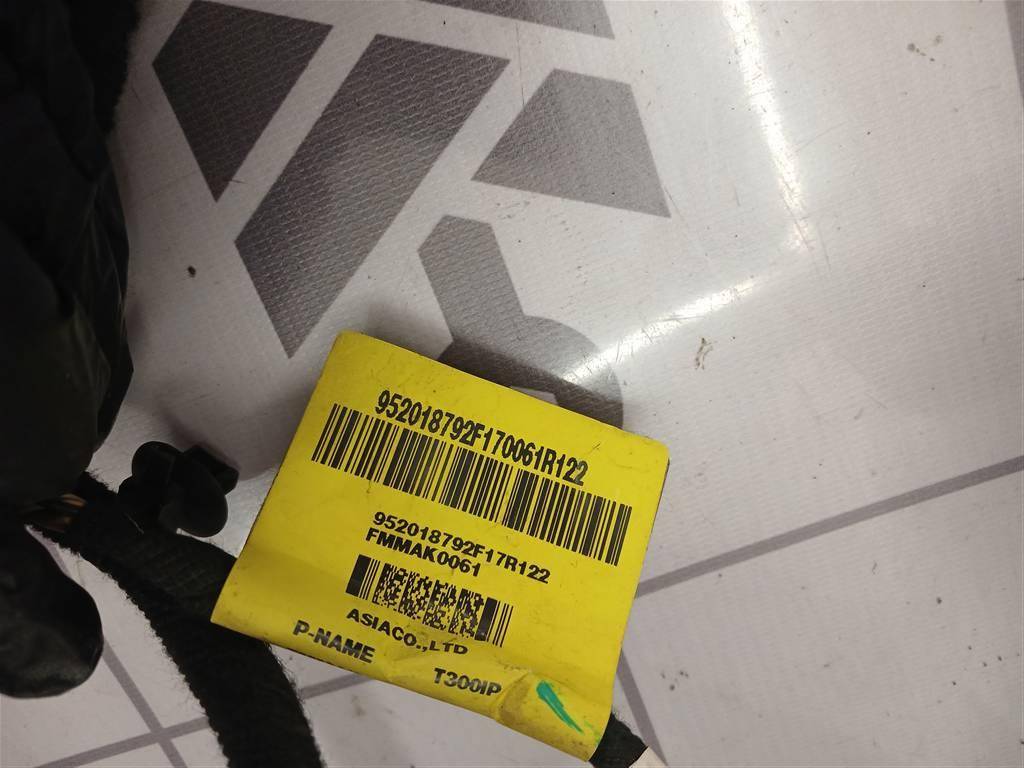 952018792F170061R122
952018792F17R122
FMMAK0061
ASIACO.,LTD
P-NAME T300IP